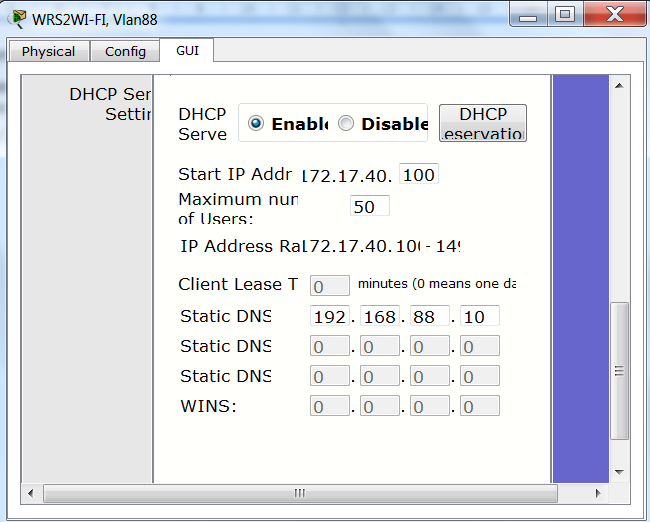 WRS2WI-FI, Vlan88
Physical Config GUI
DHCP Ser
Settin
DHCP
Serve
Enable Disable
DHCP
eservatio
Start IP Addr 172.17.40. 100
Maximum nun
of Users:
50
IP Address Ra 172.17.40. 100 - 149
Client Lease T 0 minutes (0 means one da
Static DNS 192 . 168 . 88 . 10
Static DNS 0 . 0 . 0 . 0
Static DNS 0 . 0 . 0 . 0
WINS: 0 . 0 . 0 . 0